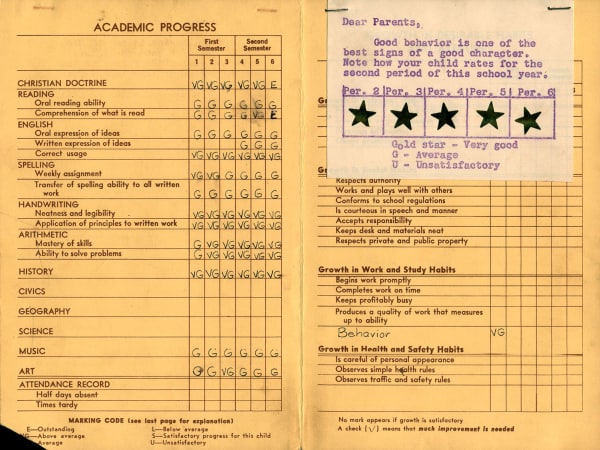 ACADEMIC PROGRESS
First Semester Second Semester
1 2 3 4 5 6
CHRISTIAN DOCTRINE VG VG VG VG VG E
READING
Oral reading ability G G G G G G
Comprehension of what is read G G G G VG E
ENGLISH
Oral expression of ideas G G G G G G
Written expression of ideas G G G
Correct usage VG VG VG VG VG VG
SPELLING
Weekly assignment VG VG G G G G
Transfer of spelling ability to all written
work G G G G G G
HANDWRITING
Neatness and legibility VG VG VG VG VG VG
Application of principles to written work VG VG VG VG VG VG
ARITHMETIC
Mastery of skills G VG VG VG VG VG
Ability to solve problems G VG VG VG VG VG
HISTORY VG VG VG VG VG VG
CIVICS
GEOGRAPHY
SCIENCE
MUSIC G G G G G G
ART G G VG G G G
ATTENDANCE RECORD
Half days absent
Times tardy
MARKING CODE (see last page for explanation)
E—Outstanding L—Below average
VG—Above average S—Satisfactory progress for this child
Average U—Unsatisfactory
Dear Parents,
Good behavior is one of the
best signs of a good character.
Note how your child rates for the
second period of this school year.
Per. 2 Per. 3 Per. 4 Per. 5 Per. 6
Gold star - Very good
G - Average
U - Unsatisfactory
Respects authority
Works and plays well with others
Conforms to school regulations
Is courteous in speech and manner
Accepts responsibility
Keeps desk and materials neat
Respects private and public property
Growth in Work and Study Habits
Begins work promptly
Completes work on time
Keeps profitably busy
Produces a quality of work that measures
up to ability
Behavior VG
Growth in Health and Safety Habits
Is careful of personal appearance
Observes simple health rules
Observes traffic and safety rules
No mark appears if growth is satisfactory
A check (√) means that much improvement is needed